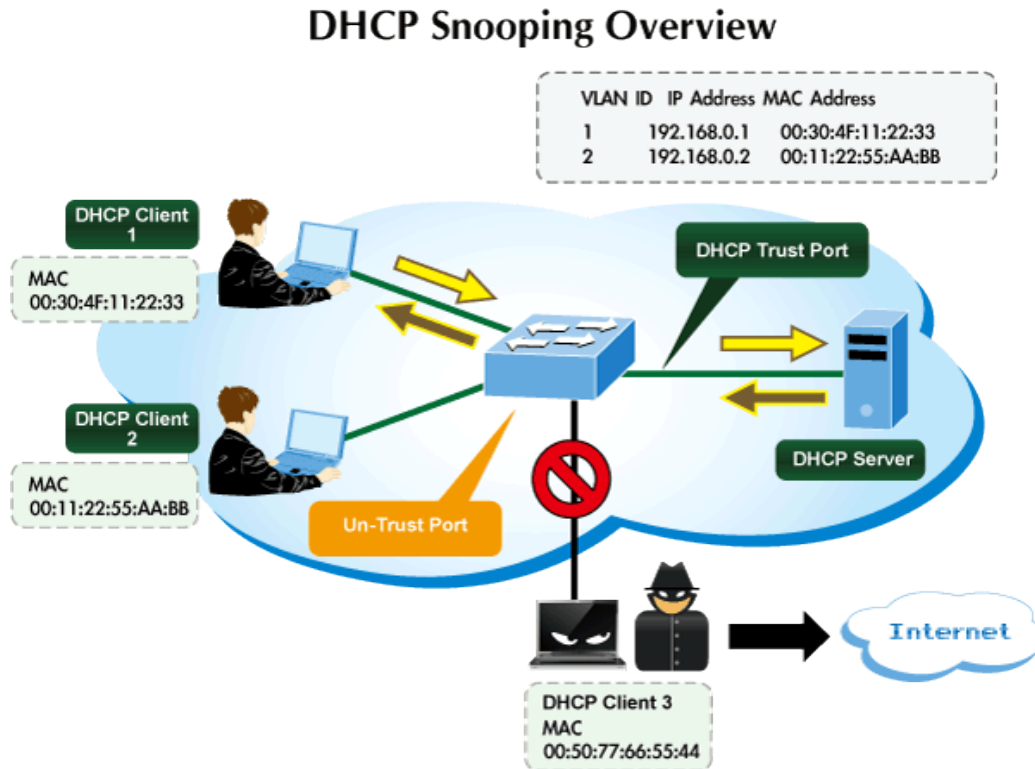 DHCP Snooping Overview
VLAN ID IP Address MAC Address
1 192.168.0.1 00:30:4F:11:22:33
2 192.168.0.2 00:11:22:55:AA:BB
DHCP Client
1
MAC
00:30:4F:11:22:33
DHCP Trust Port
DHCP Client
2
MAC
00:11:22:55:AA:BB
DHCP Server
Un-Trust Port
Internet
DHCP Client 3
MAC
00:50:77:66:55:44